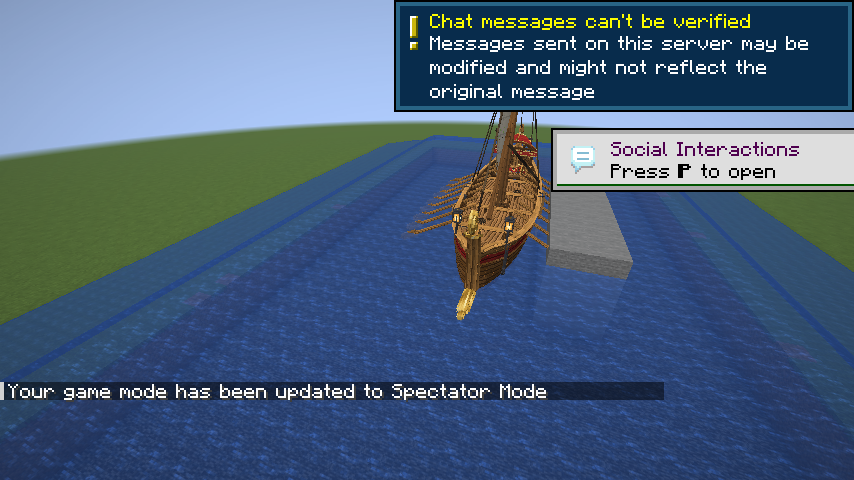 Chat messages can't be verified
Messages sent on this server may be
modified and might not reflect the
original message
Social Interactions
Press P to open
Your game mode has been updated to Spectator Mode